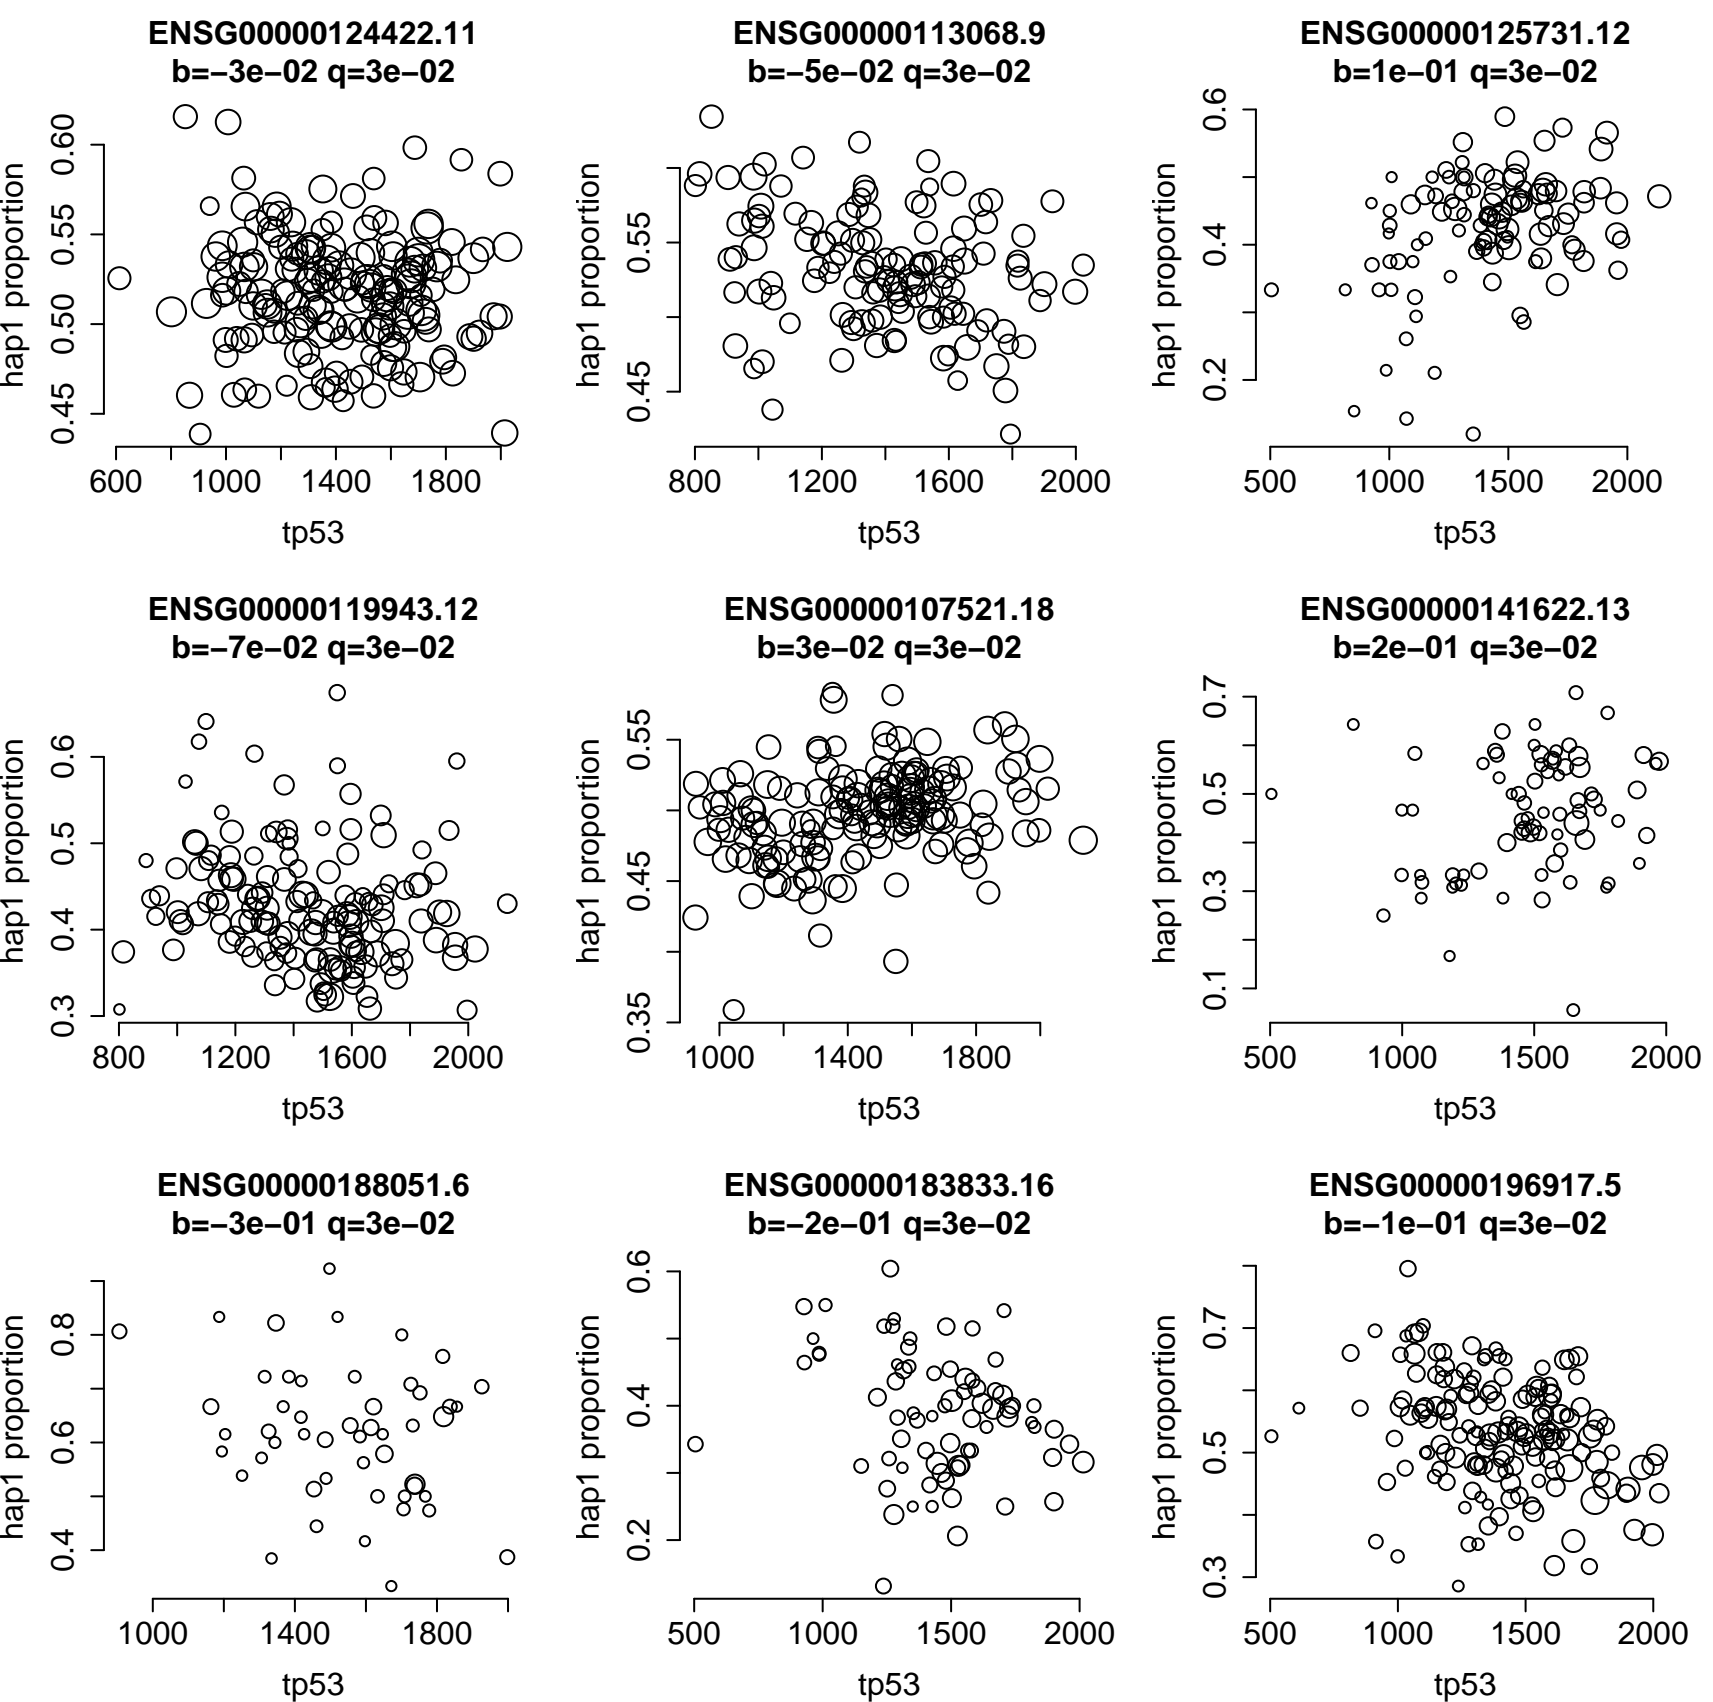 ENSG00000124422.11
b=−3e−02 q=3e−02
hap1 proportion
0.45 0.50 0.55 0.60
600 1000 1400 1800
tp53
ENSG00000113068.9
b=−5e−02 q=3e−02
hap1 proportion
0.45 0.55
800 1200 1600 2000
tp53
ENSG00000125731.12
b=1e−01 q=3e−02
hap1 proportion
0.2 0.4 0.6
500 1000 1500 2000
tp53
ENSG00000119943.12
b=−7e−02 q=3e−02
hap1 proportion
0.3 0.4 0.5 0.6
800 1200 1600 2000
tp53
ENSG00000107521.18
b=3e−02 q=3e−02
hap1 proportion
0.35 0.45 0.55
1000 1400 1800
tp53
ENSG00000141622.13
b=2e−01 q=3e−02
hap1 proportion
0.1 0.3 0.5 0.7
500 1000 1500 2000
tp53
ENSG00000188051.6
b=−3e−01 q=3e−02
hap1 proportion
0.4 0.6 0.8
1000 1400 1800
tp53
ENSG00000183833.16
b=−2e−01 q=3e−02
hap1 proportion
0.2 0.4 0.6
500 1000 1500 2000
tp53
ENSG00000196917.5
b=−1e−01 q=3e−02
hap1 proportion
0.3 0.5 0.7
500 1000 1500 2000
tp53